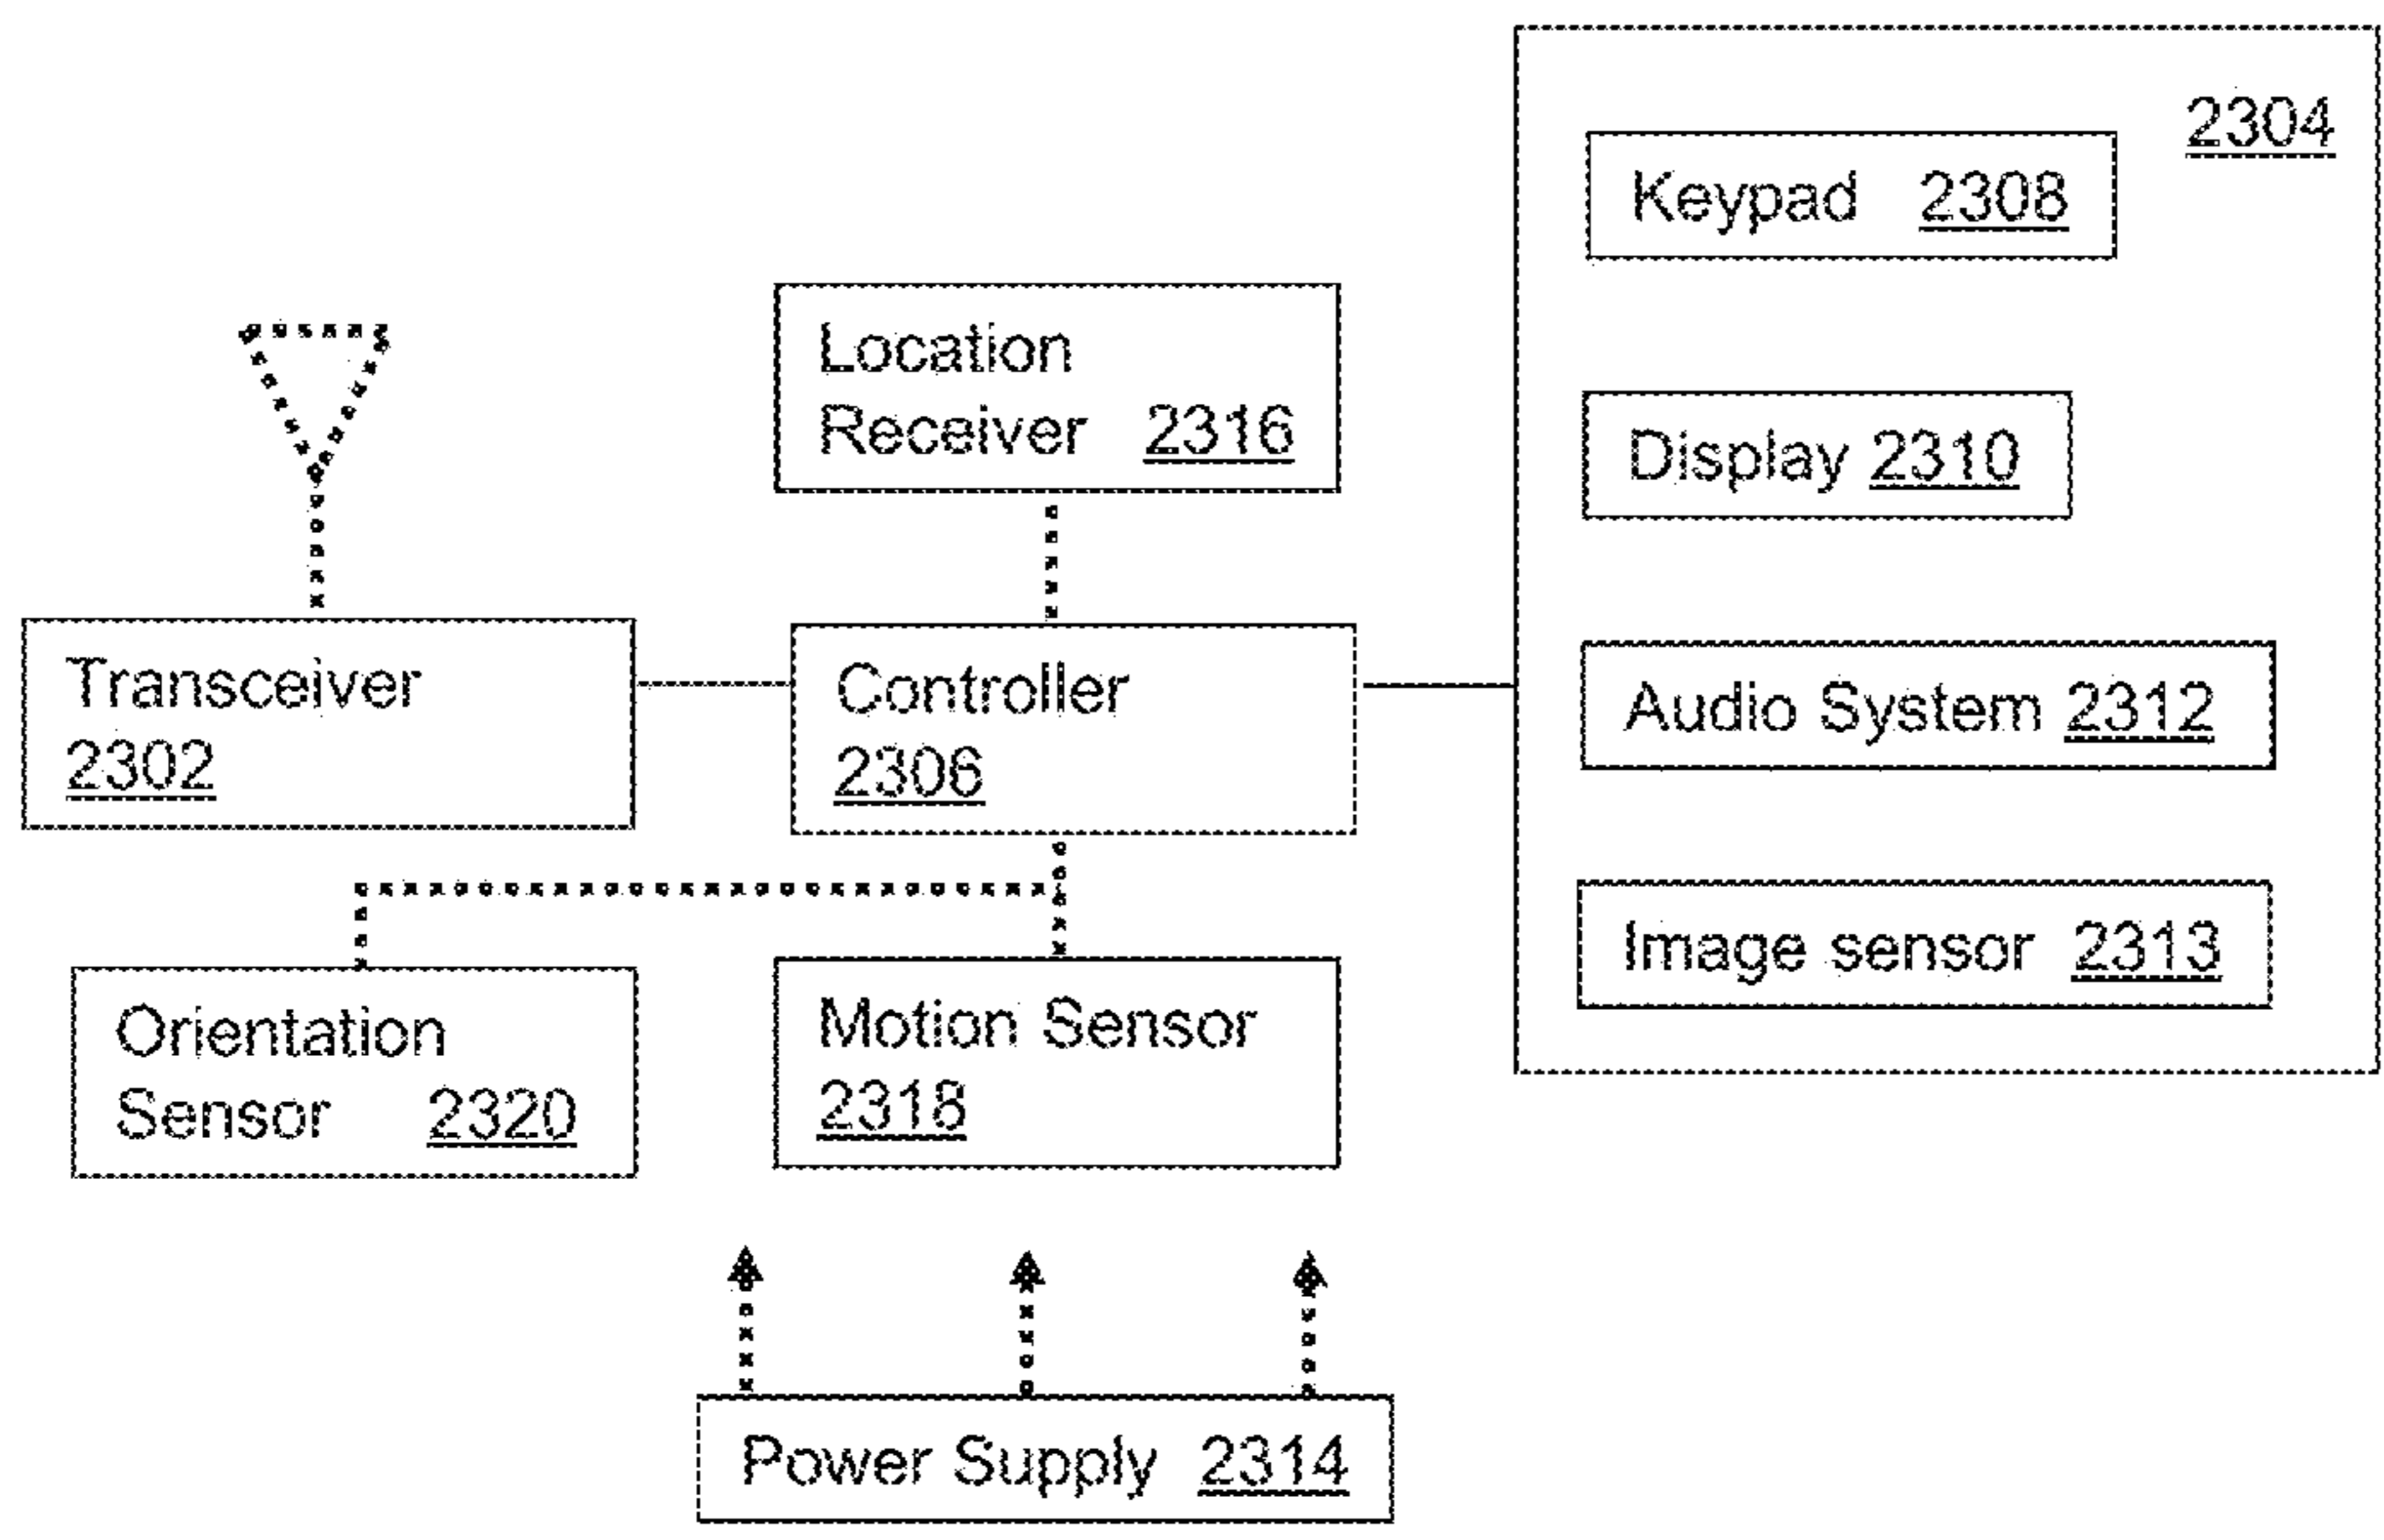 2304
Keypad 2308
Location
Receiver 2316
Display 2310
Transceiver
2302
Controller
2306
Audio System 2312
Image sensor 2313
Orientation
Sensor 2320
Motion Sensor
2318
Power Supply 2314